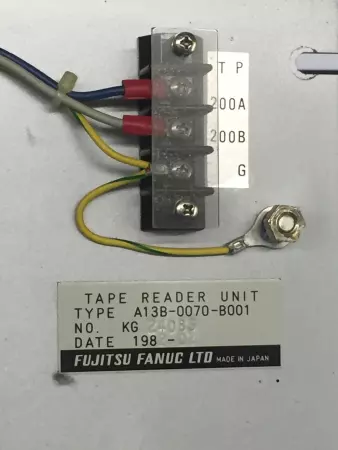 T P
200A
200B
G
TAPE READER UNIT
TYPE A13B-0070-B001
NO. KG
DATE 198 -
FUJITSU FANUC LTD MADE IN JAPAN